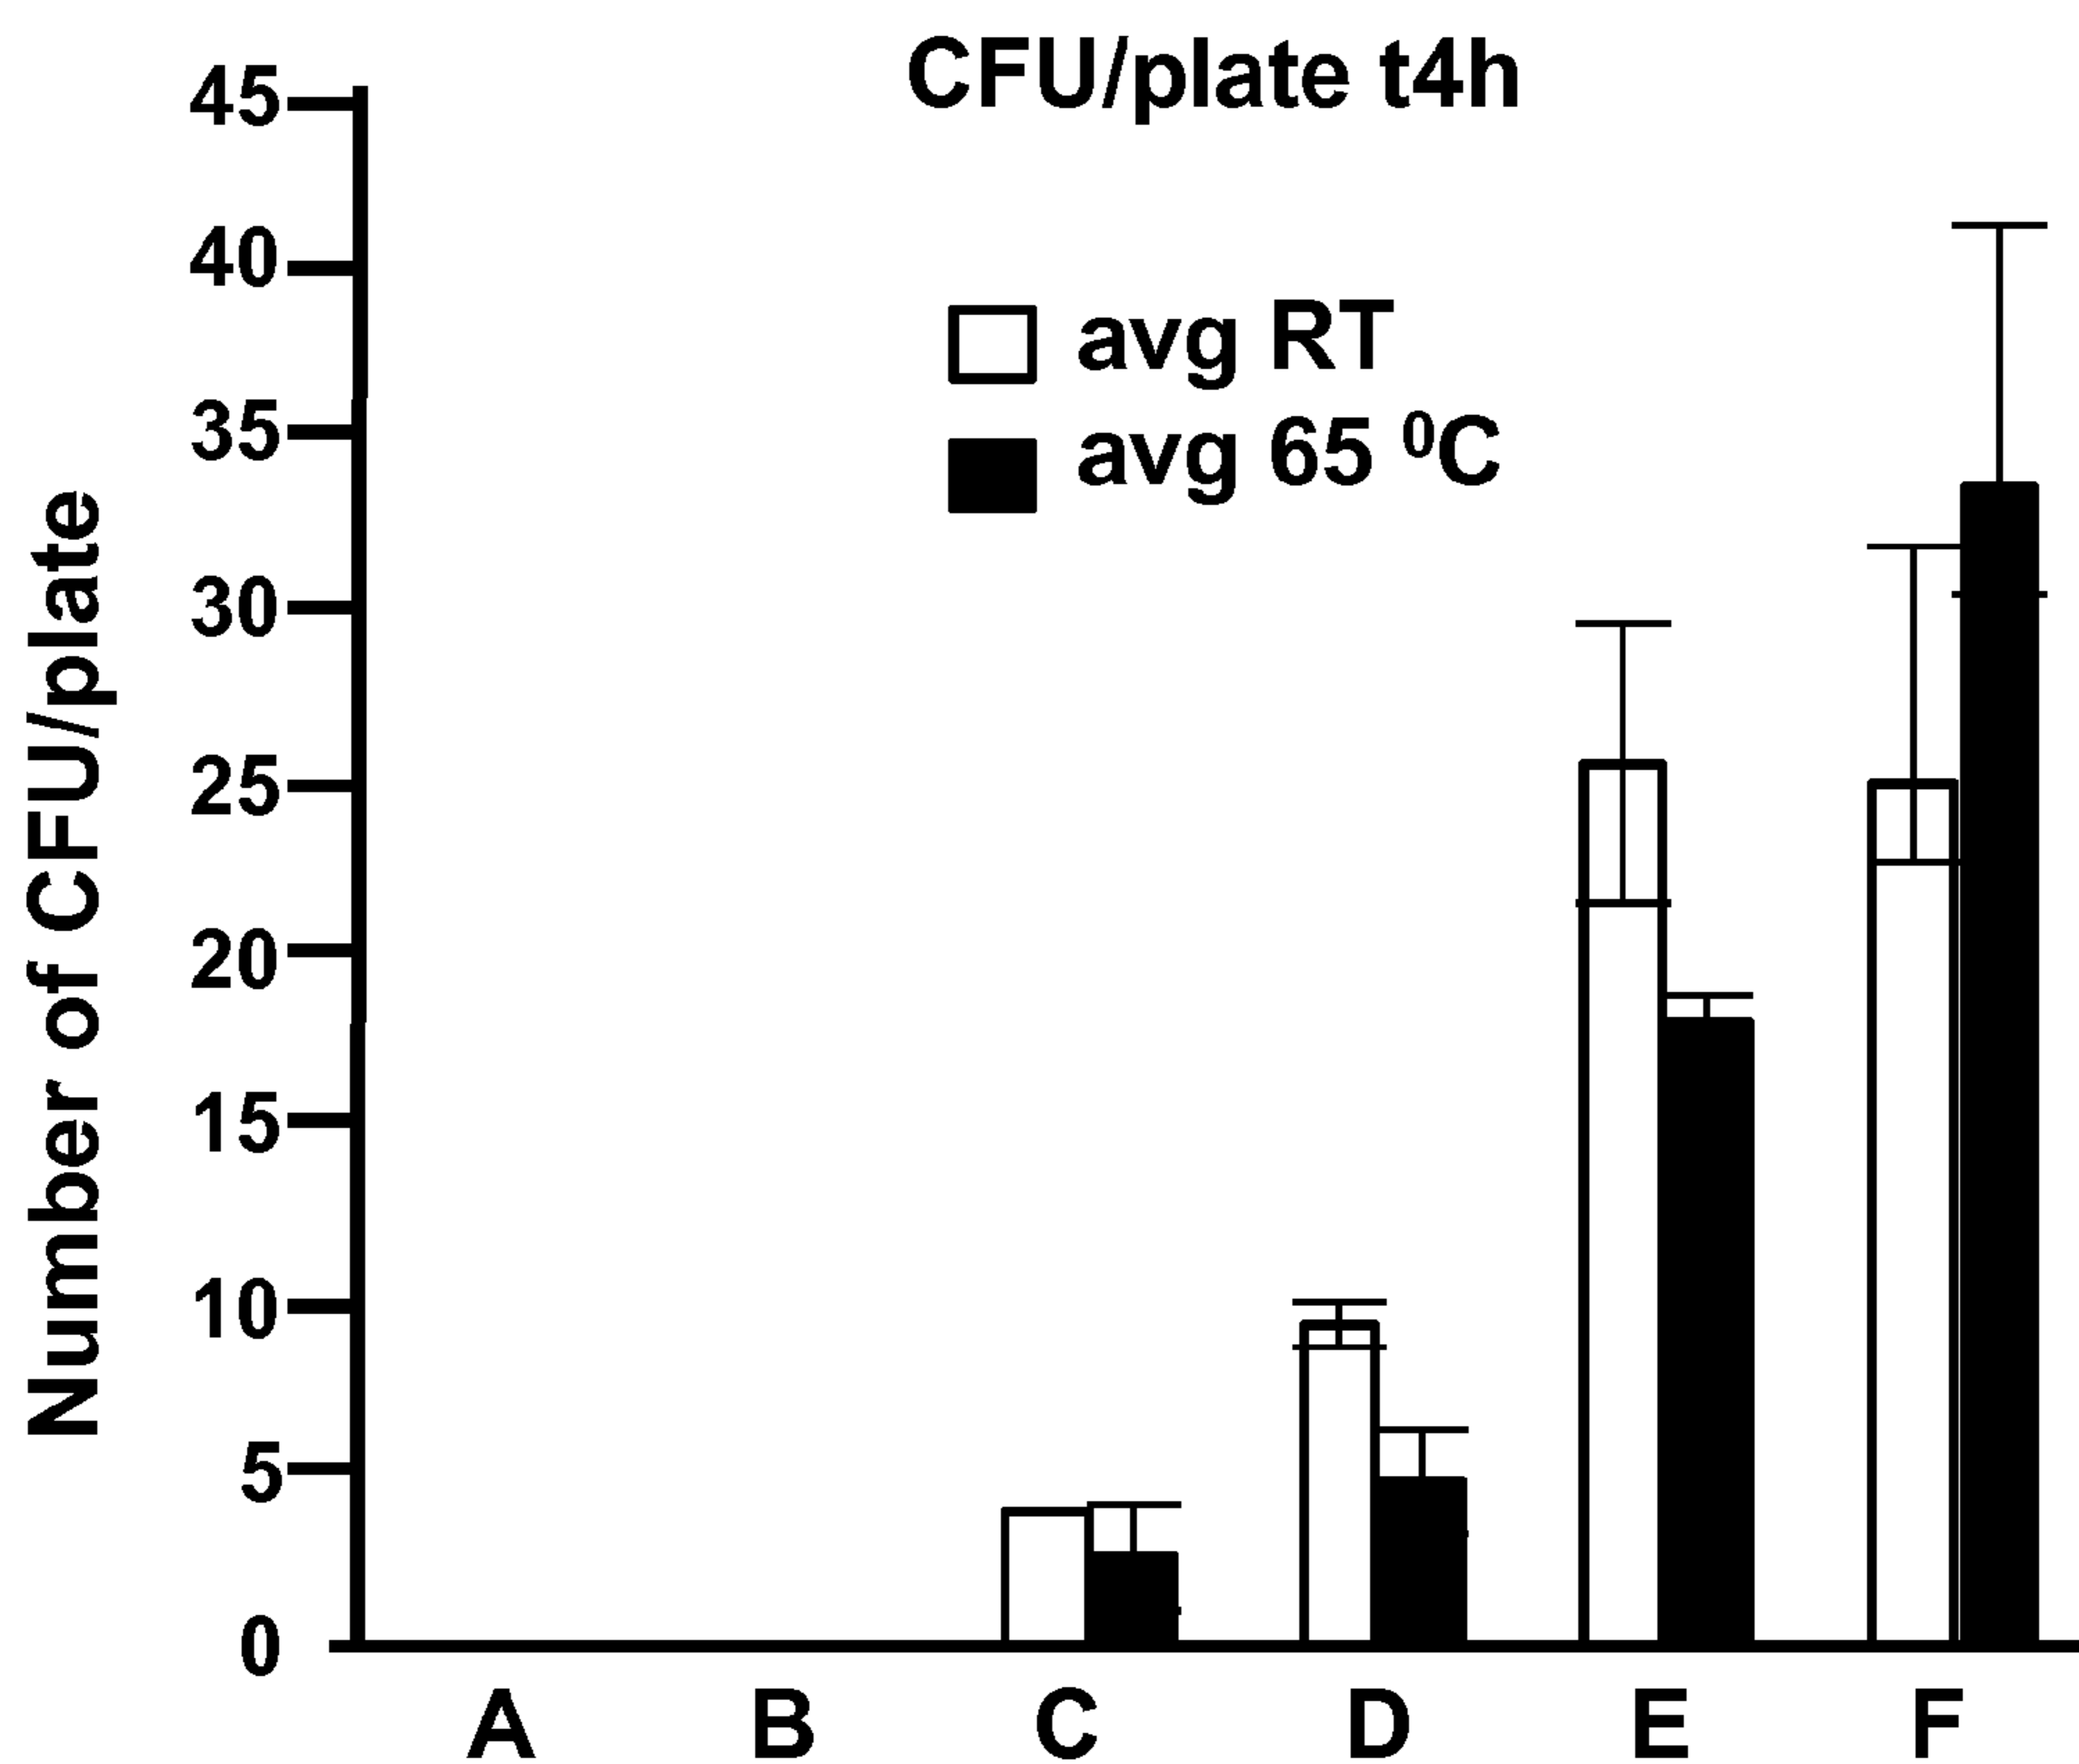 CFU/plate t4h
45
40
35
30
25
20
15
10
5
0
Number of CFU/plate
avg RT
avg 65 ⁰C
A B C D E F